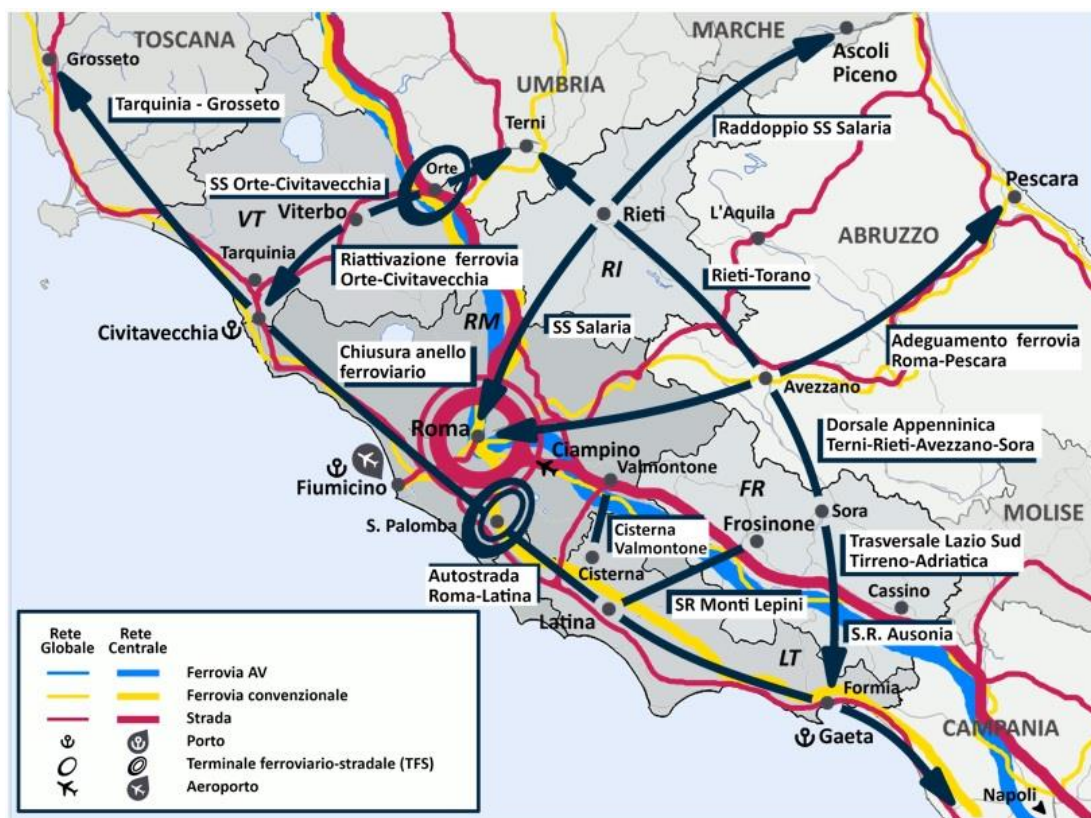 TOSCANA
MARCHE
Grosseto
Ascoli
Piceno
Tarquinia - Grosseto
UMBRIA
Terni
Raddoppio SS Salaria
Orte
SS Orte-Civitavecchia
Pescara
VT
Viterbo
Rieti
L'Aquila
ABRUZZO
Tarquinia
Riattivazione ferrovia
Orte-Civitavecchia
RI
Rieti-Torano
Civitavecchia
RM
SS Salaria
Adeguamento ferrovia
Roma-Pescara
Chiusura anello
ferroviario
Avezzano
Roma
Ciampino
Dorsale Appenninica
Terni-Rieti-Avezzano-Sora
Valmontone
Fiumicino
FR
S. Palomba
Cisterna
Valmontone
Frosinone
Sora
MOLISE
Trasversale Lazio Sud
Tirreno-Adriatica
Cisterna
Autostrada
Roma-Latina
SR Monti Lepini
Cassino
Latina
S.R. Ausonia
LT
Formia
Gaeta
CAMPANIA
Napoli
Rete
Globale
Rete
Centrale
Ferrovia AV
Ferrovia convenzionale
Strada
Porto
Terminale ferroviario-stradale (TFS)
Aeroporto